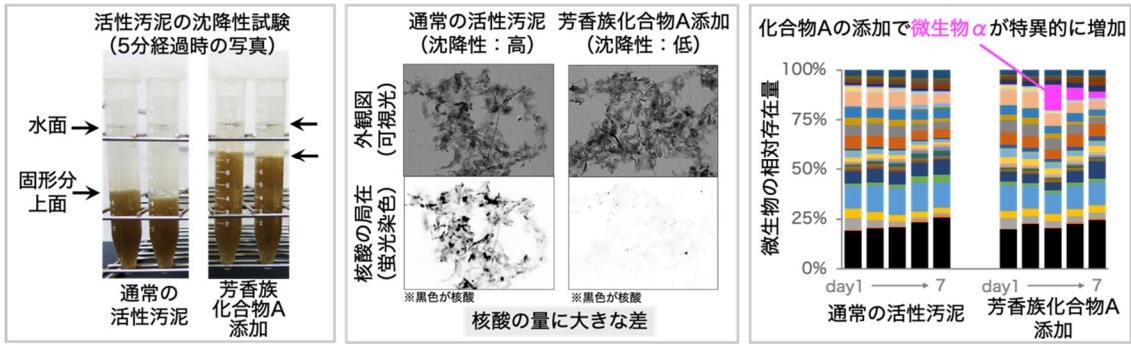 活性汚泥の沈降性試験
（5分経過時の写真）
水面
固形分
上面
通常の
活性汚泥
芳香族
化合物A
添加
通常の活性汚泥
（沈降性：高）
芳香族化合物A添加
（沈降性：低）
外観図
（可視光）
核酸の局在
（蛍光染色）
※黒色が核酸
※黒色が核酸
核酸の量に大きな差
化合物Aの添加で微生物αが特異的に増加
微生物の相対存在量
100%
75%
50%
25%
0%
day1
7
day1
7
通常の活性汚泥
芳香族化合物A
添加